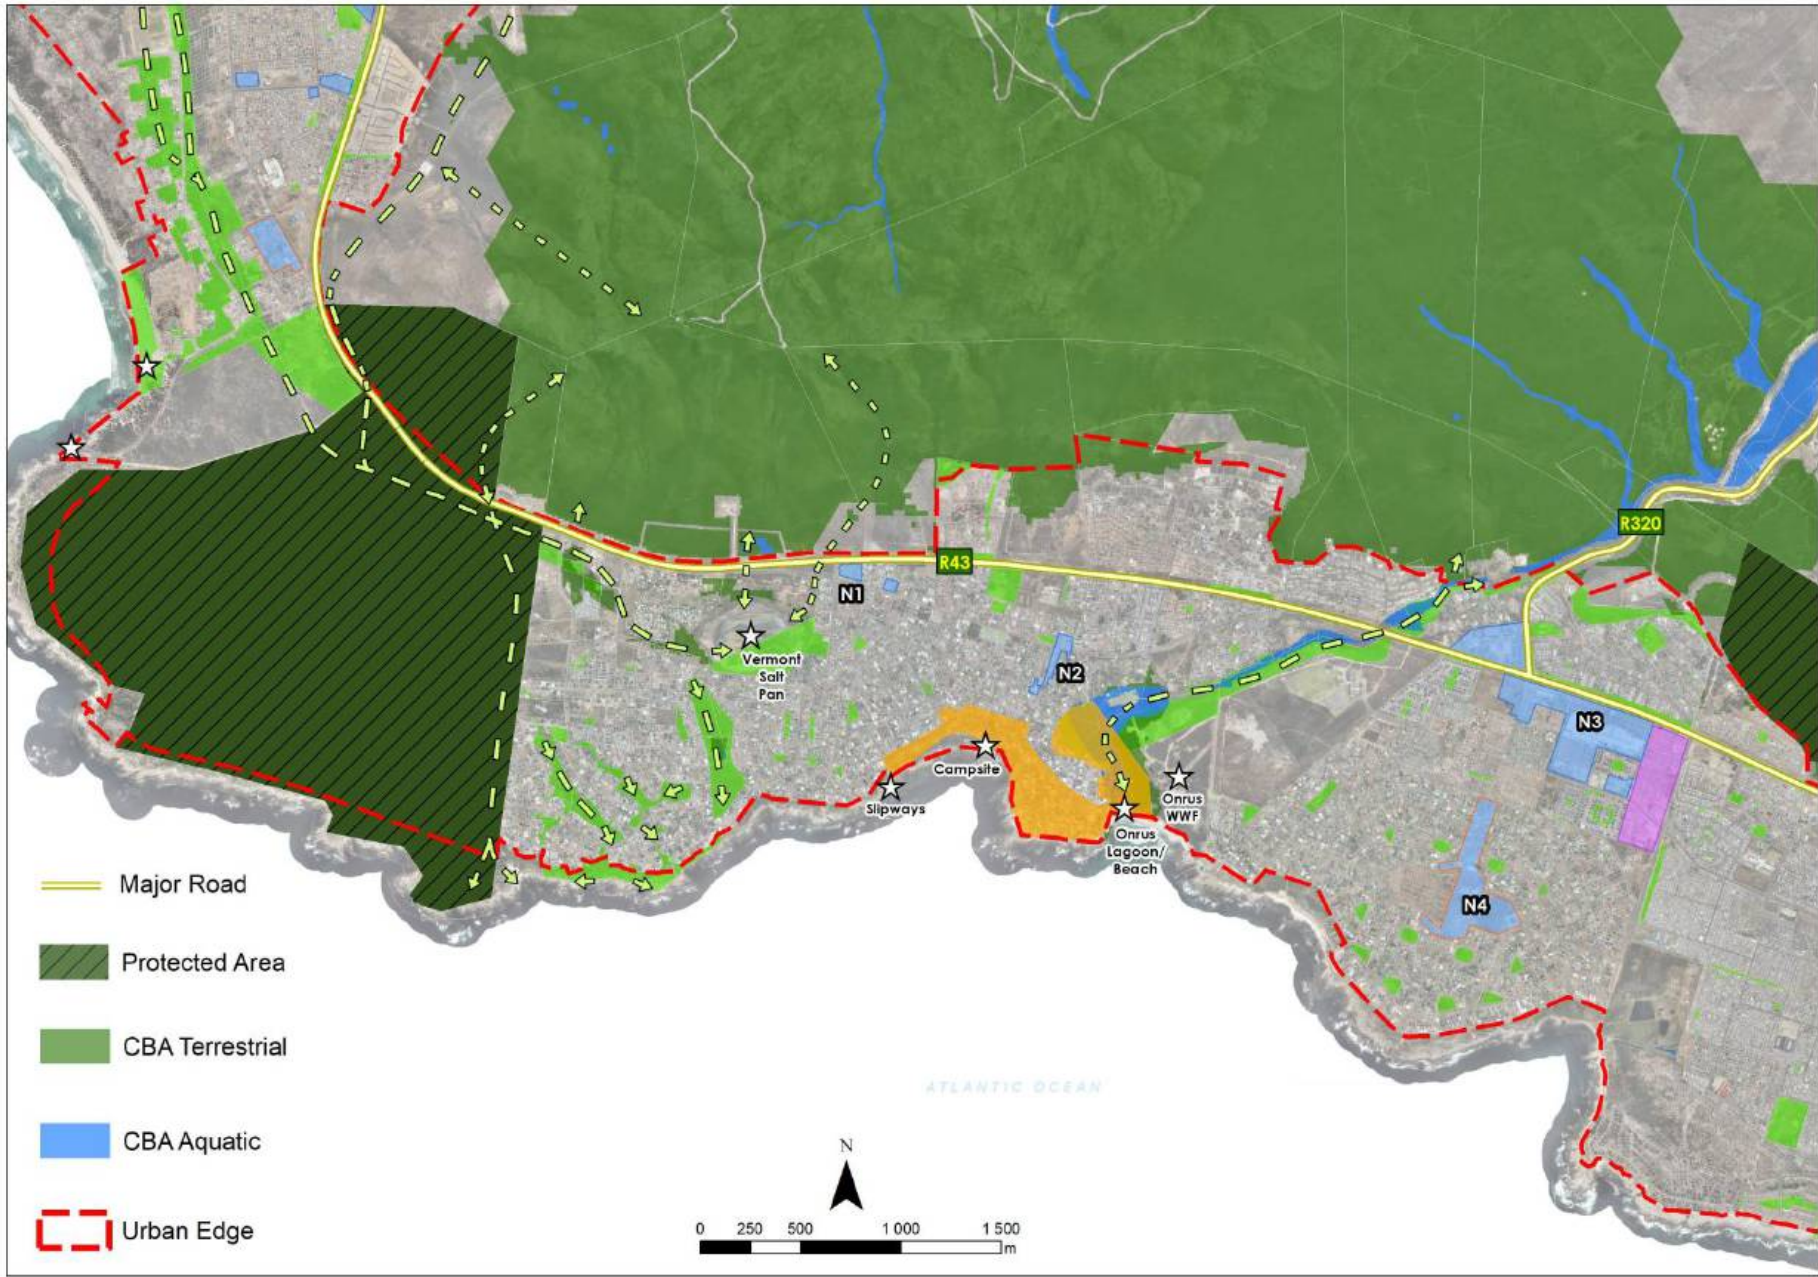 R320
R43
N1
Vermont
Salt
Pan
N2
N3
Campsite
Slipways
Onrus
WWF
Onrus
Lagoon/
Beach
N4
Major Road
Protected Area
CBA Terrestrial
CBA Aquatic
Urban Edge
ATLANTIC OCEAN
N
0 250 500 1 000 1 500
m